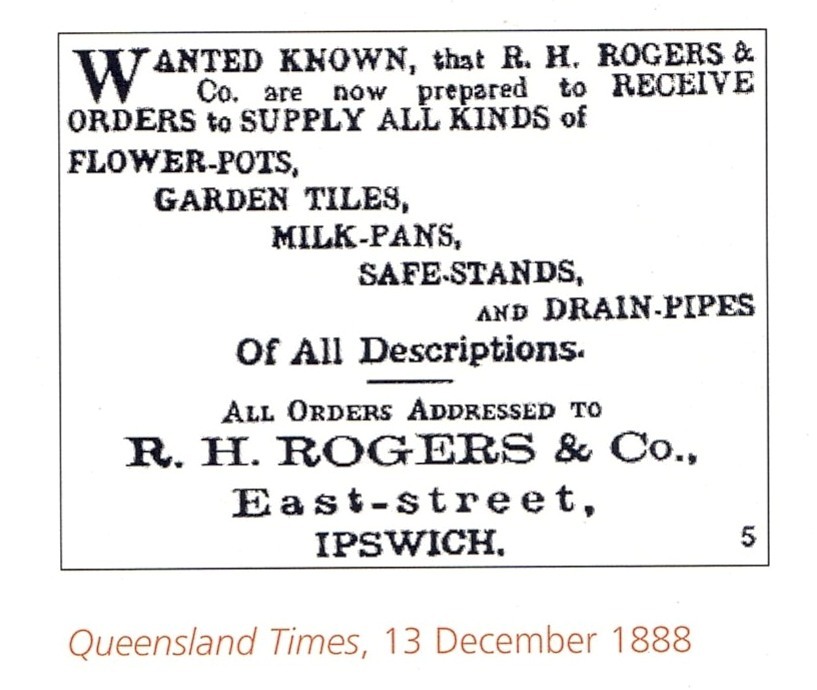 WANTED KNOWN, that R. H. ROGERS &
Co. are now prepared to RECEIVE
ORDERS to SUPPLY ALL KINDS of
FLOWER-POTS,
GARDEN TILES,
MILK-PANS,
SAFE-STANDS,
AND DRAIN-PIPES
Of All Descriptions.
ALL ORDERS ADDRESSED TO
R. H. ROGERS & Co.,
East-street,
IPSWICH. 5
Queensland Times, 13 December 1888